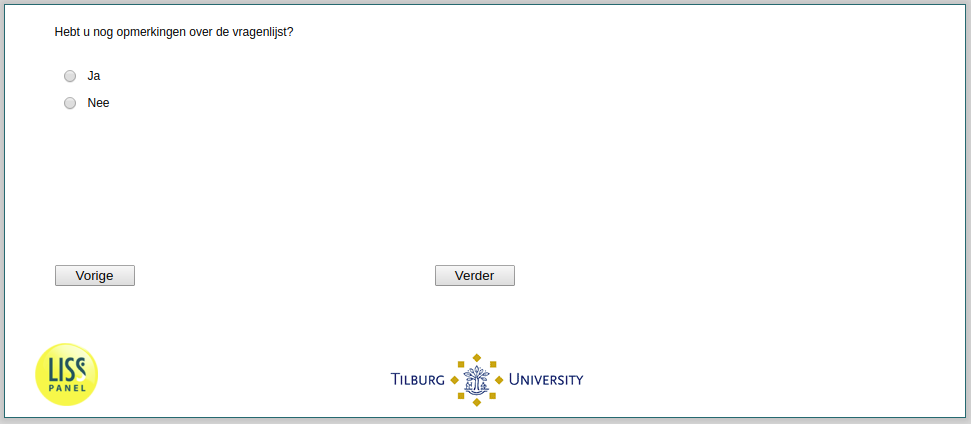 Hebt u nog opmerkingen over de vragenlijst?
Ja
Nee
Vorige
Verder
LISS
PANEL
TILBURG UNIVERSITY